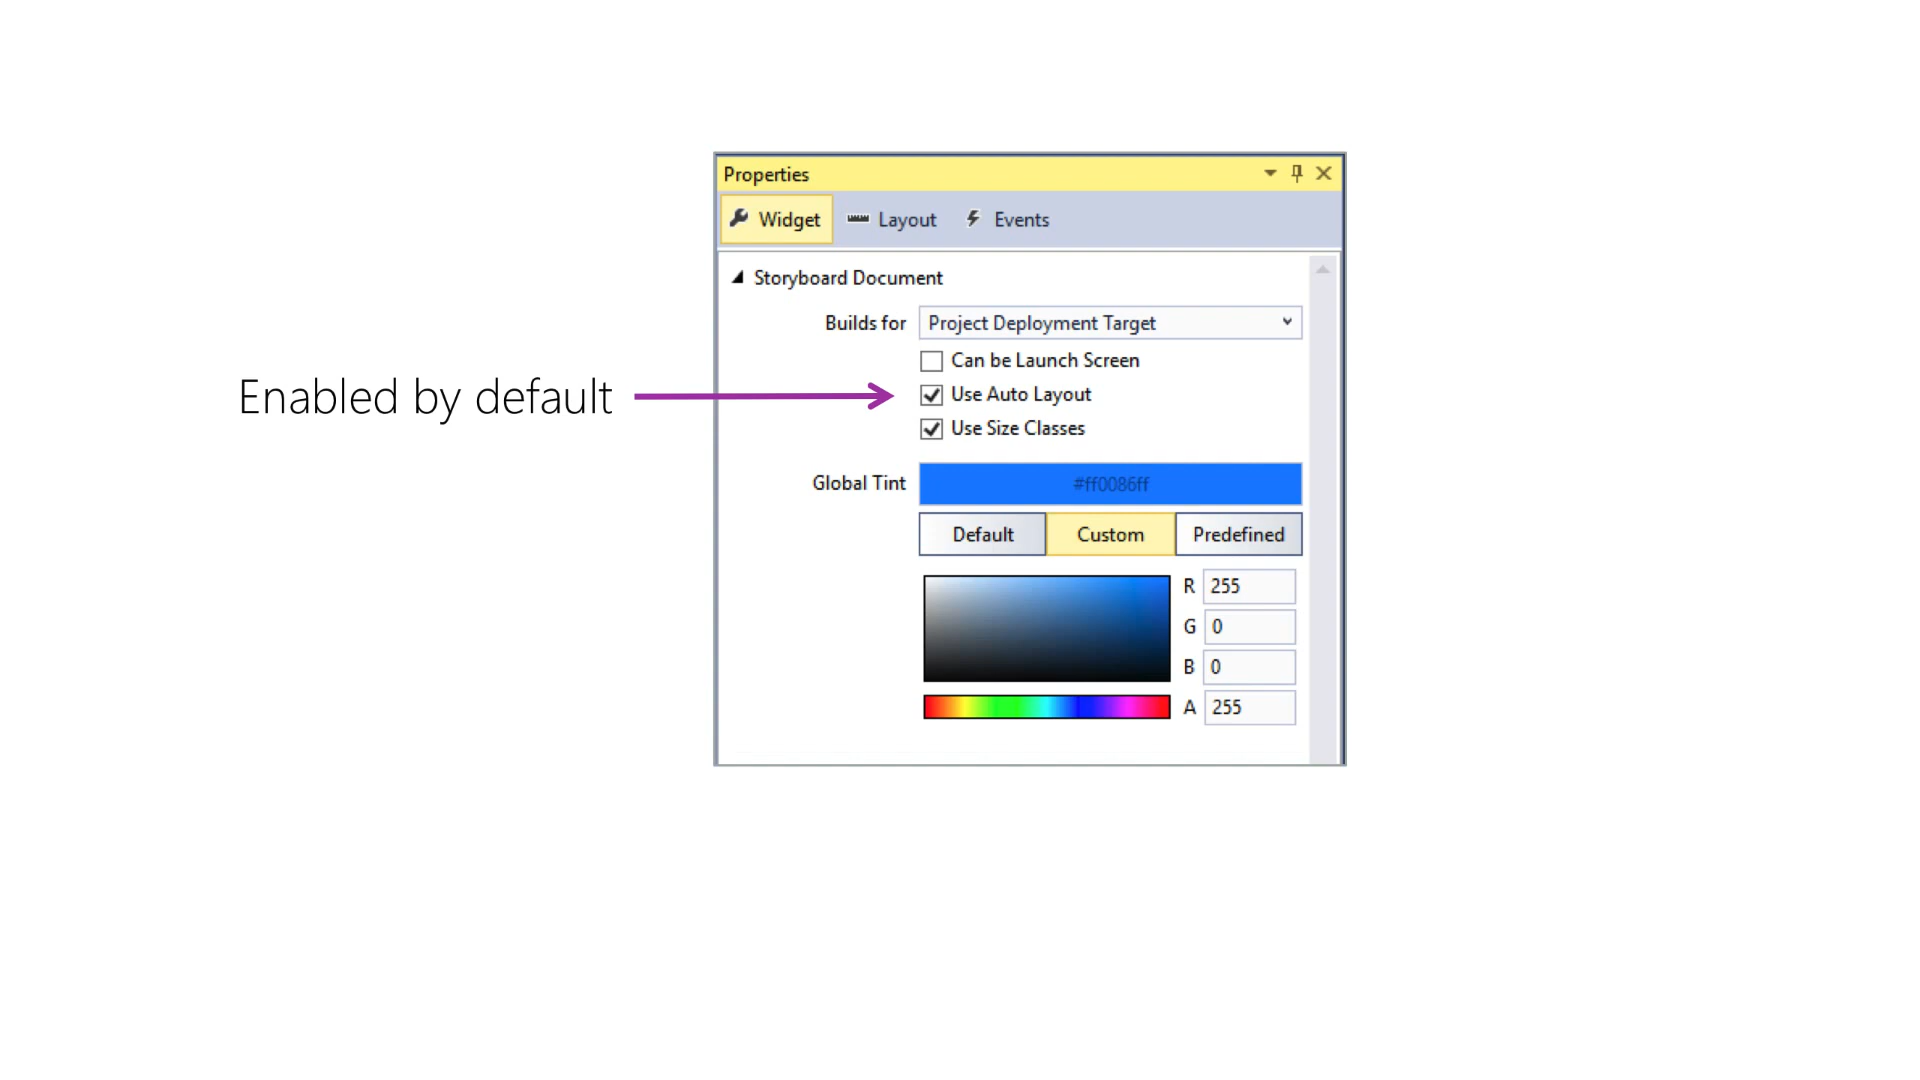 Properties
Widget Layout Events
Storyboard Document
Builds for Project Deployment Target
Can be Launch Screen
Enabled by default
Use Auto Layout
Use Size Classes
Global Tint #ff0086ff
Default Custom Predefined
R 255
G 0
B 0
A 255